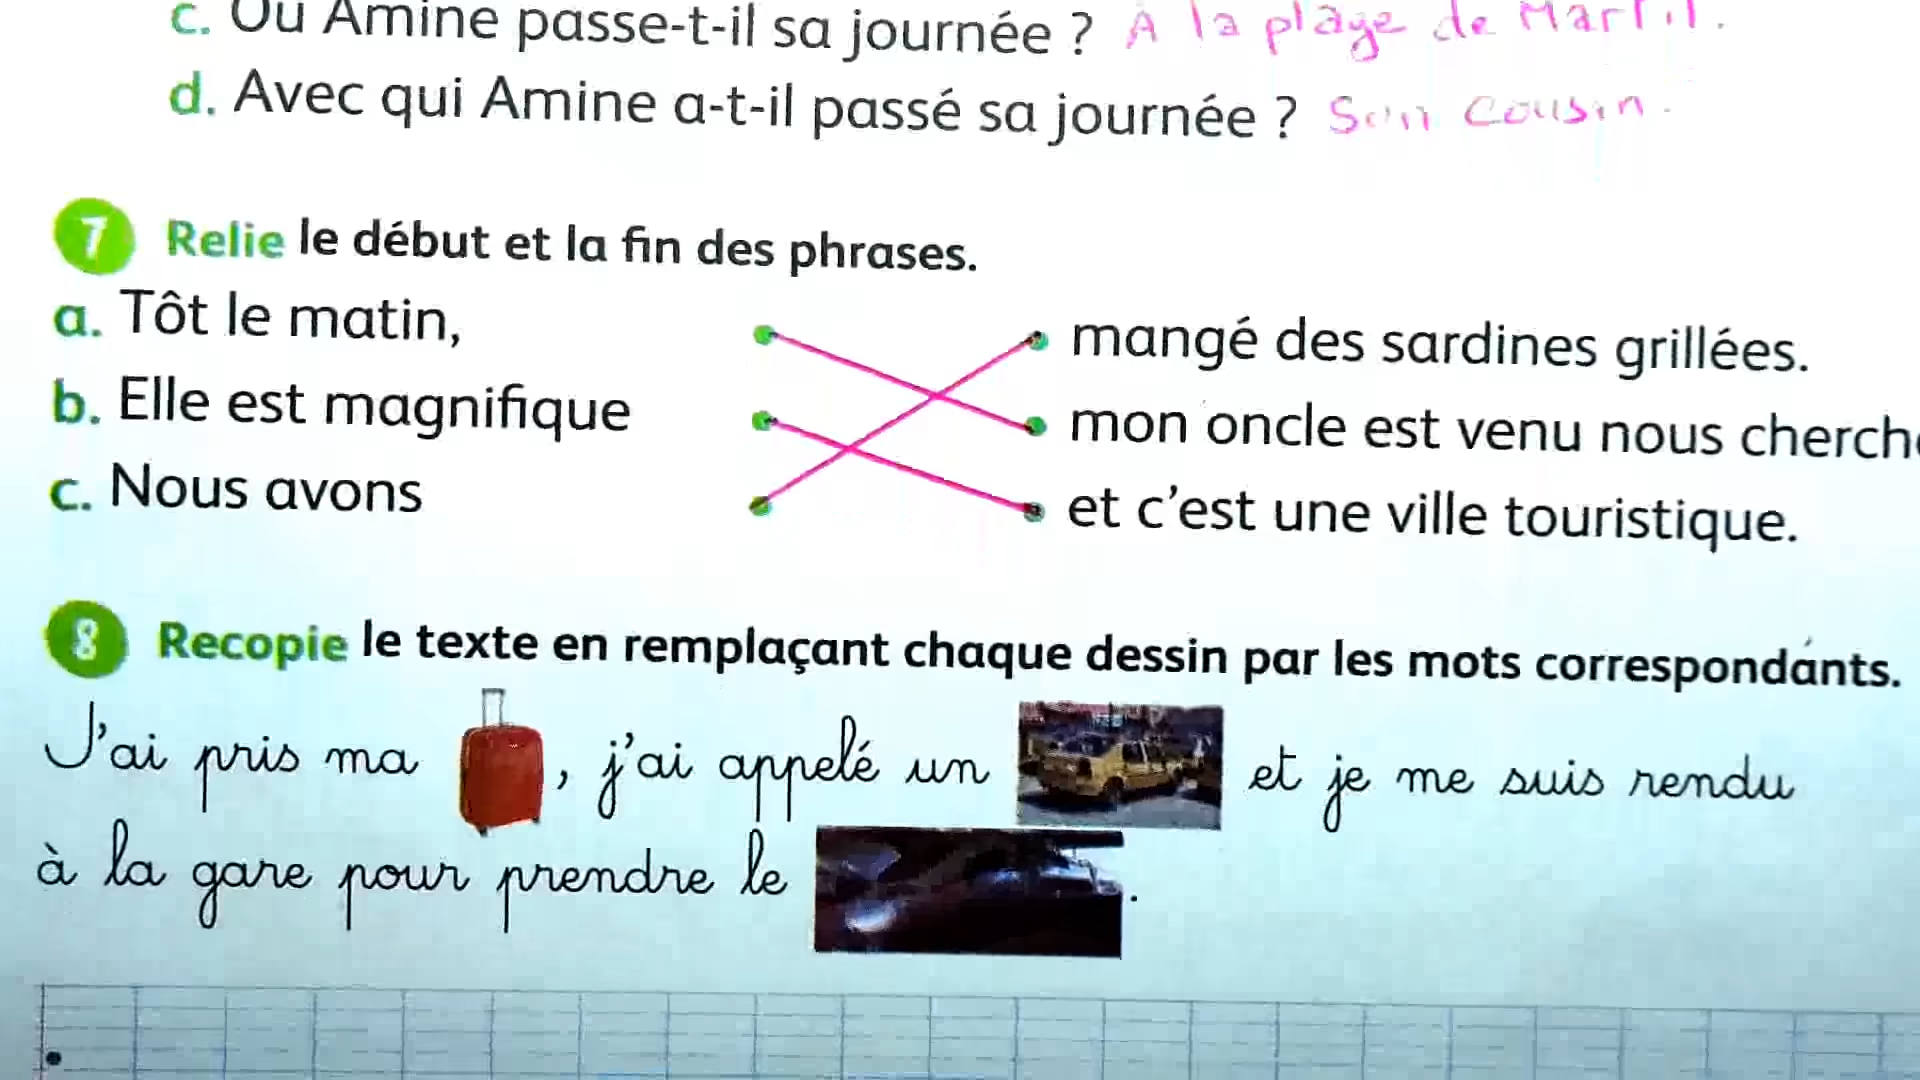 c. Où Amine passe-t-il sa journée ? A la plage de Martil.
d. Avec qui Amine a-t-il passé sa journée ? Son cousin.
7 Relie le début et la fin des phrases.
a. Tôt le matin, mangé des sardines grillées.
b. Elle est magnifique mon oncle est venu nous cherch
c. Nous avons et c'est une ville touristique.
8 Recopie le texte en remplaçant chaque dessin par les mots correspondants.
J'ai pris ma , j'ai appelé un et je me suis rendu
à la gare pour prendre le .